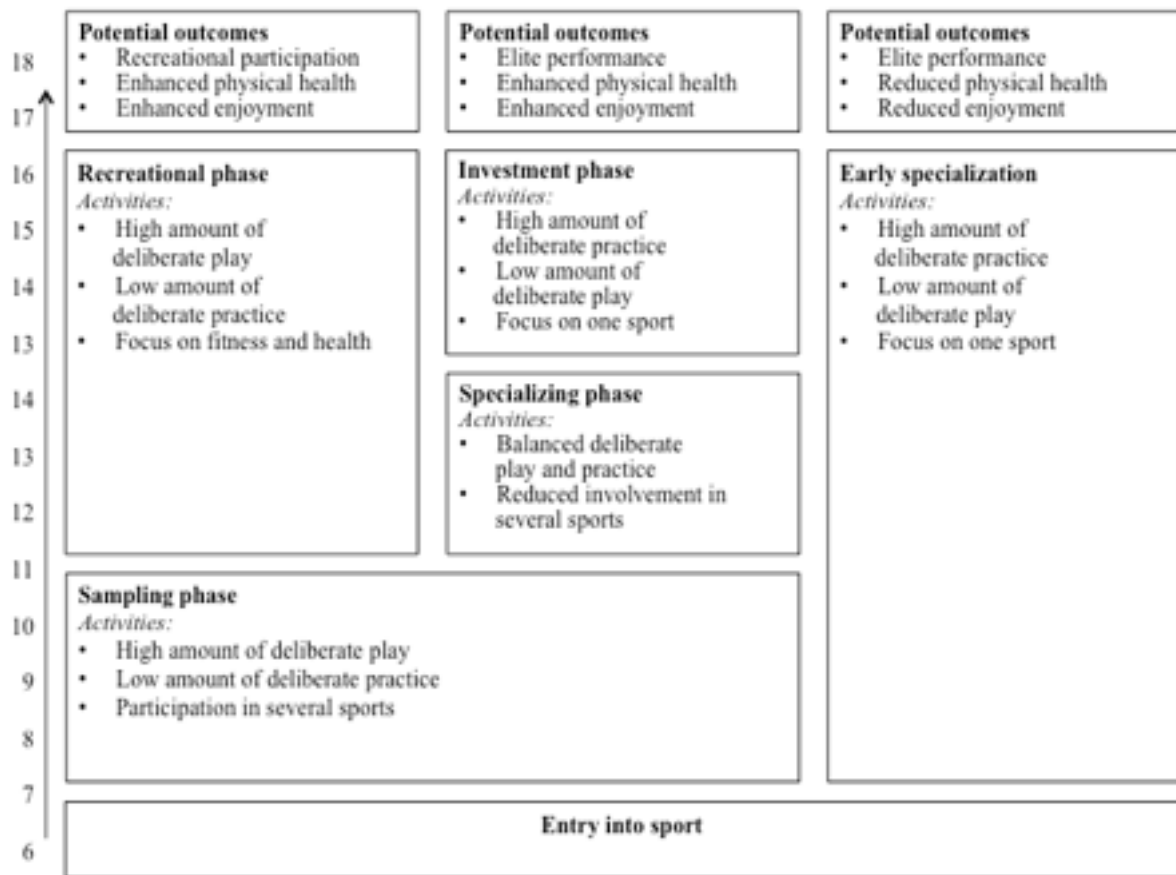 18
17
16
15
14
13
14
13
12
11
10
9
8
7
6
Potential outcomes
• Recreational participation
• Enhanced physical health
• Enhanced enjoyment
Potential outcomes
• Elite performance
• Enhanced physical health
• Enhanced enjoyment
Potential outcomes
• Elite performance
• Reduced physical health
• Reduced enjoyment
Recreational phase
Activities:
• High amount of
deliberate play
• Low amount of
deliberate practice
• Focus on fitness and health
Investment phase
Activities:
• High amount of
deliberate practice
• Low amount of
deliberate play
• Focus on one sport
Early specialization
Activities:
• High amount of
deliberate practice
• Low amount of
deliberate play
• Focus on one sport
Specializing phase
Activities:
• Balanced deliberate
play and practice
• Reduced involvement in
several sports
Sampling phase
Activities:
• High amount of deliberate play
• Low amount of deliberate practice
• Participation in several sports
Entry into sport